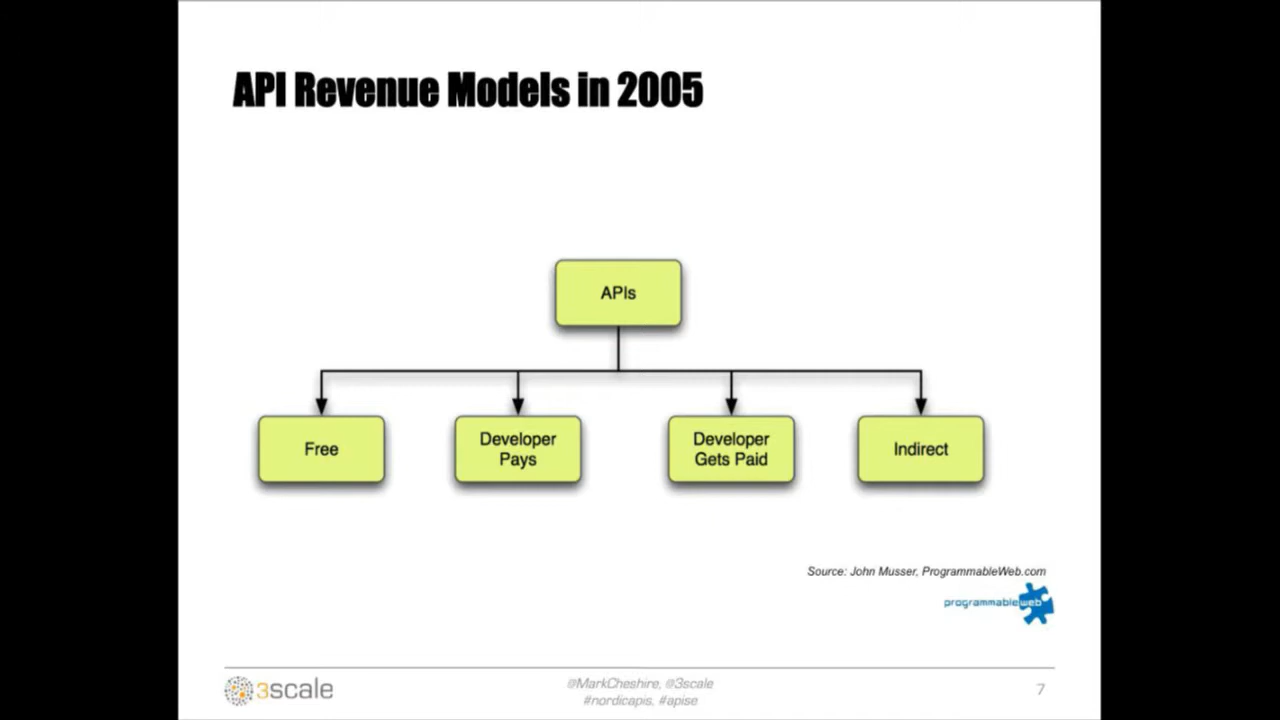 API Revenue Models in 2005
APIs
Free
Developer
Pays
Developer
Gets Paid
Indirect
Source: John Musser, ProgrammableWeb.com
programmableweb
3scale
@MarkCheshire, @3scale
#nordicapis, #apise
7